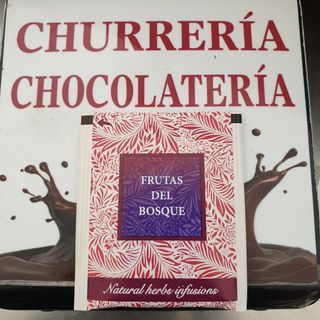 CHURRERÍA
CHOCOLATERÍA
FRUTAS
DEL
BOSQUE
Natural herbs infusions